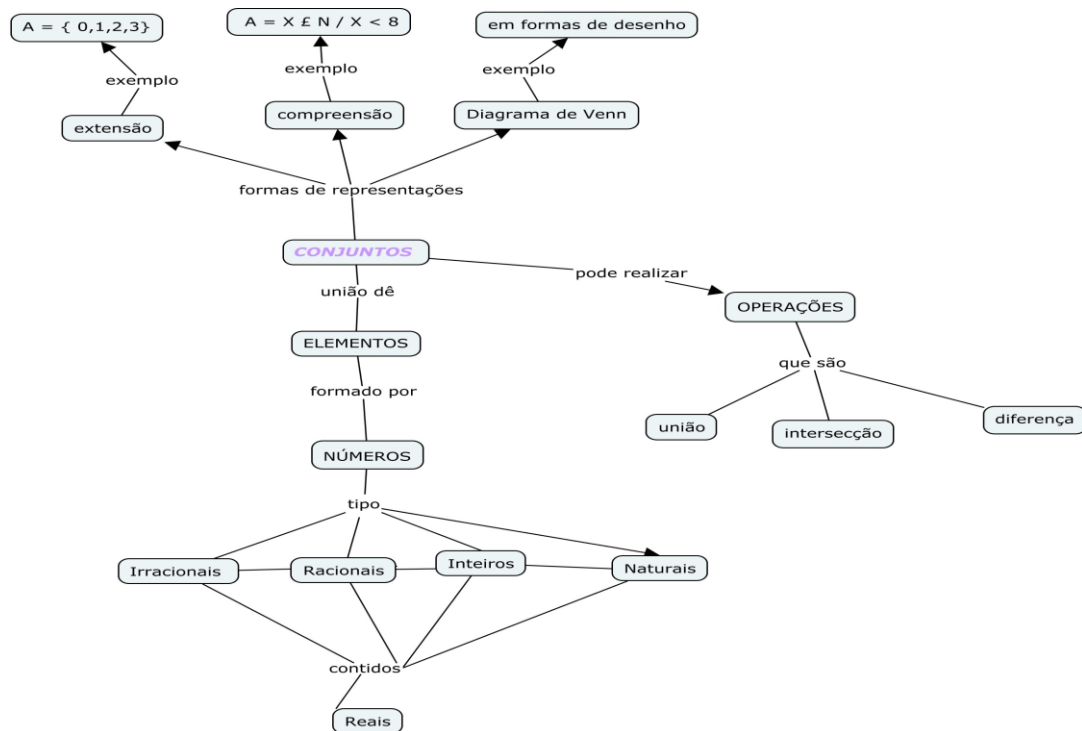 A = { 0,1,2,3}
A = X £ N / X < 8
em formas de desenho
exemplo
exemplo
exemplo
extensão
compreensão
Diagrama de Venn
formas de representações
CONJUNTOS
pode realizar
união dê
OPERAÇÕES
ELEMENTOS
que são
formado por
união
intersecção
diferença
NÚMEROS
tipo
Irracionais
Racionais
Inteiros
Naturais
contidos
Reais